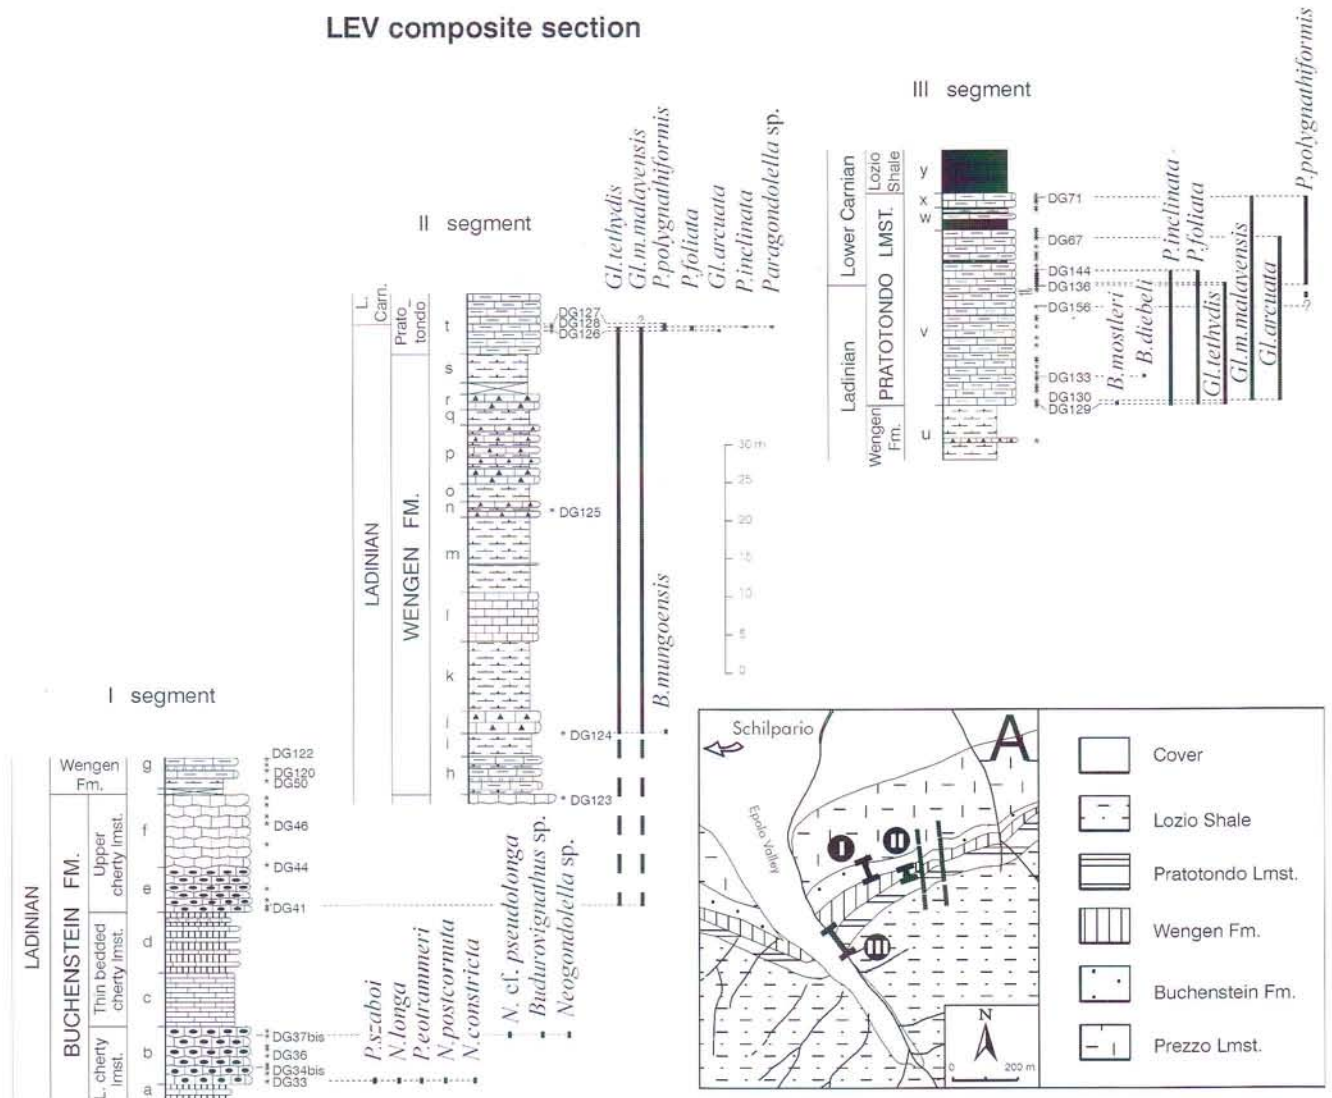 LEV composite section
III segment
P.polygnathiformis
Lower Carnian
Ladinian
Lozio Shale
PRATOTONDO LMST.
Wengen Fm.
y
x
w
v
u
DG71
DG67
DG144
DG136
DG156
DG133
DG130
DG129
B.mostleri
B.diebeli
P.inclinata
P.foliata
Gl.tethydis
Gl.m.malavensis
Gl.arcuata
?
II segment
Gl.tethydis
Gl.m.malavensis
P.polygnathiformis
P.foliata
Gl.arcuata
P.inclinata
Paragondolella sp.
L. Carn.
Prato_
tondo
LADINIAN
WENGEN FM.
t
s
r
q
p
o
n
m
l
k
i
h
DG127
DG128
DG126
?
DG125
DG124
DG123
B.mungoensis
30 m
25
20
15
10
5
0
I segment
Wengen
Fm.
LADINIAN
BUCHENSTEIN FM.
Upper
cherty lmst.
Thin bedded
cherty lmst.
L. cherty
lmst.
g
f
e
d
c
b
a
DG122
DG120
DG50
DG46
DG44
DG41
DG37bis
DG36
DG34bis
DG33
P.szaboi
N.longa
P.eotrammeri
N.postcornuta
N.constricta
N. cf. pseudolonga
Budurovignathus sp.
Neogondolella sp.
Schilpario
A
Epolo Valley
I
II
III
N
0 200 m
Cover
Lozio Shale
Pratotondo Lmst.
Wengen Fm.
Buchenstein Fm.
Prezzo Lmst.